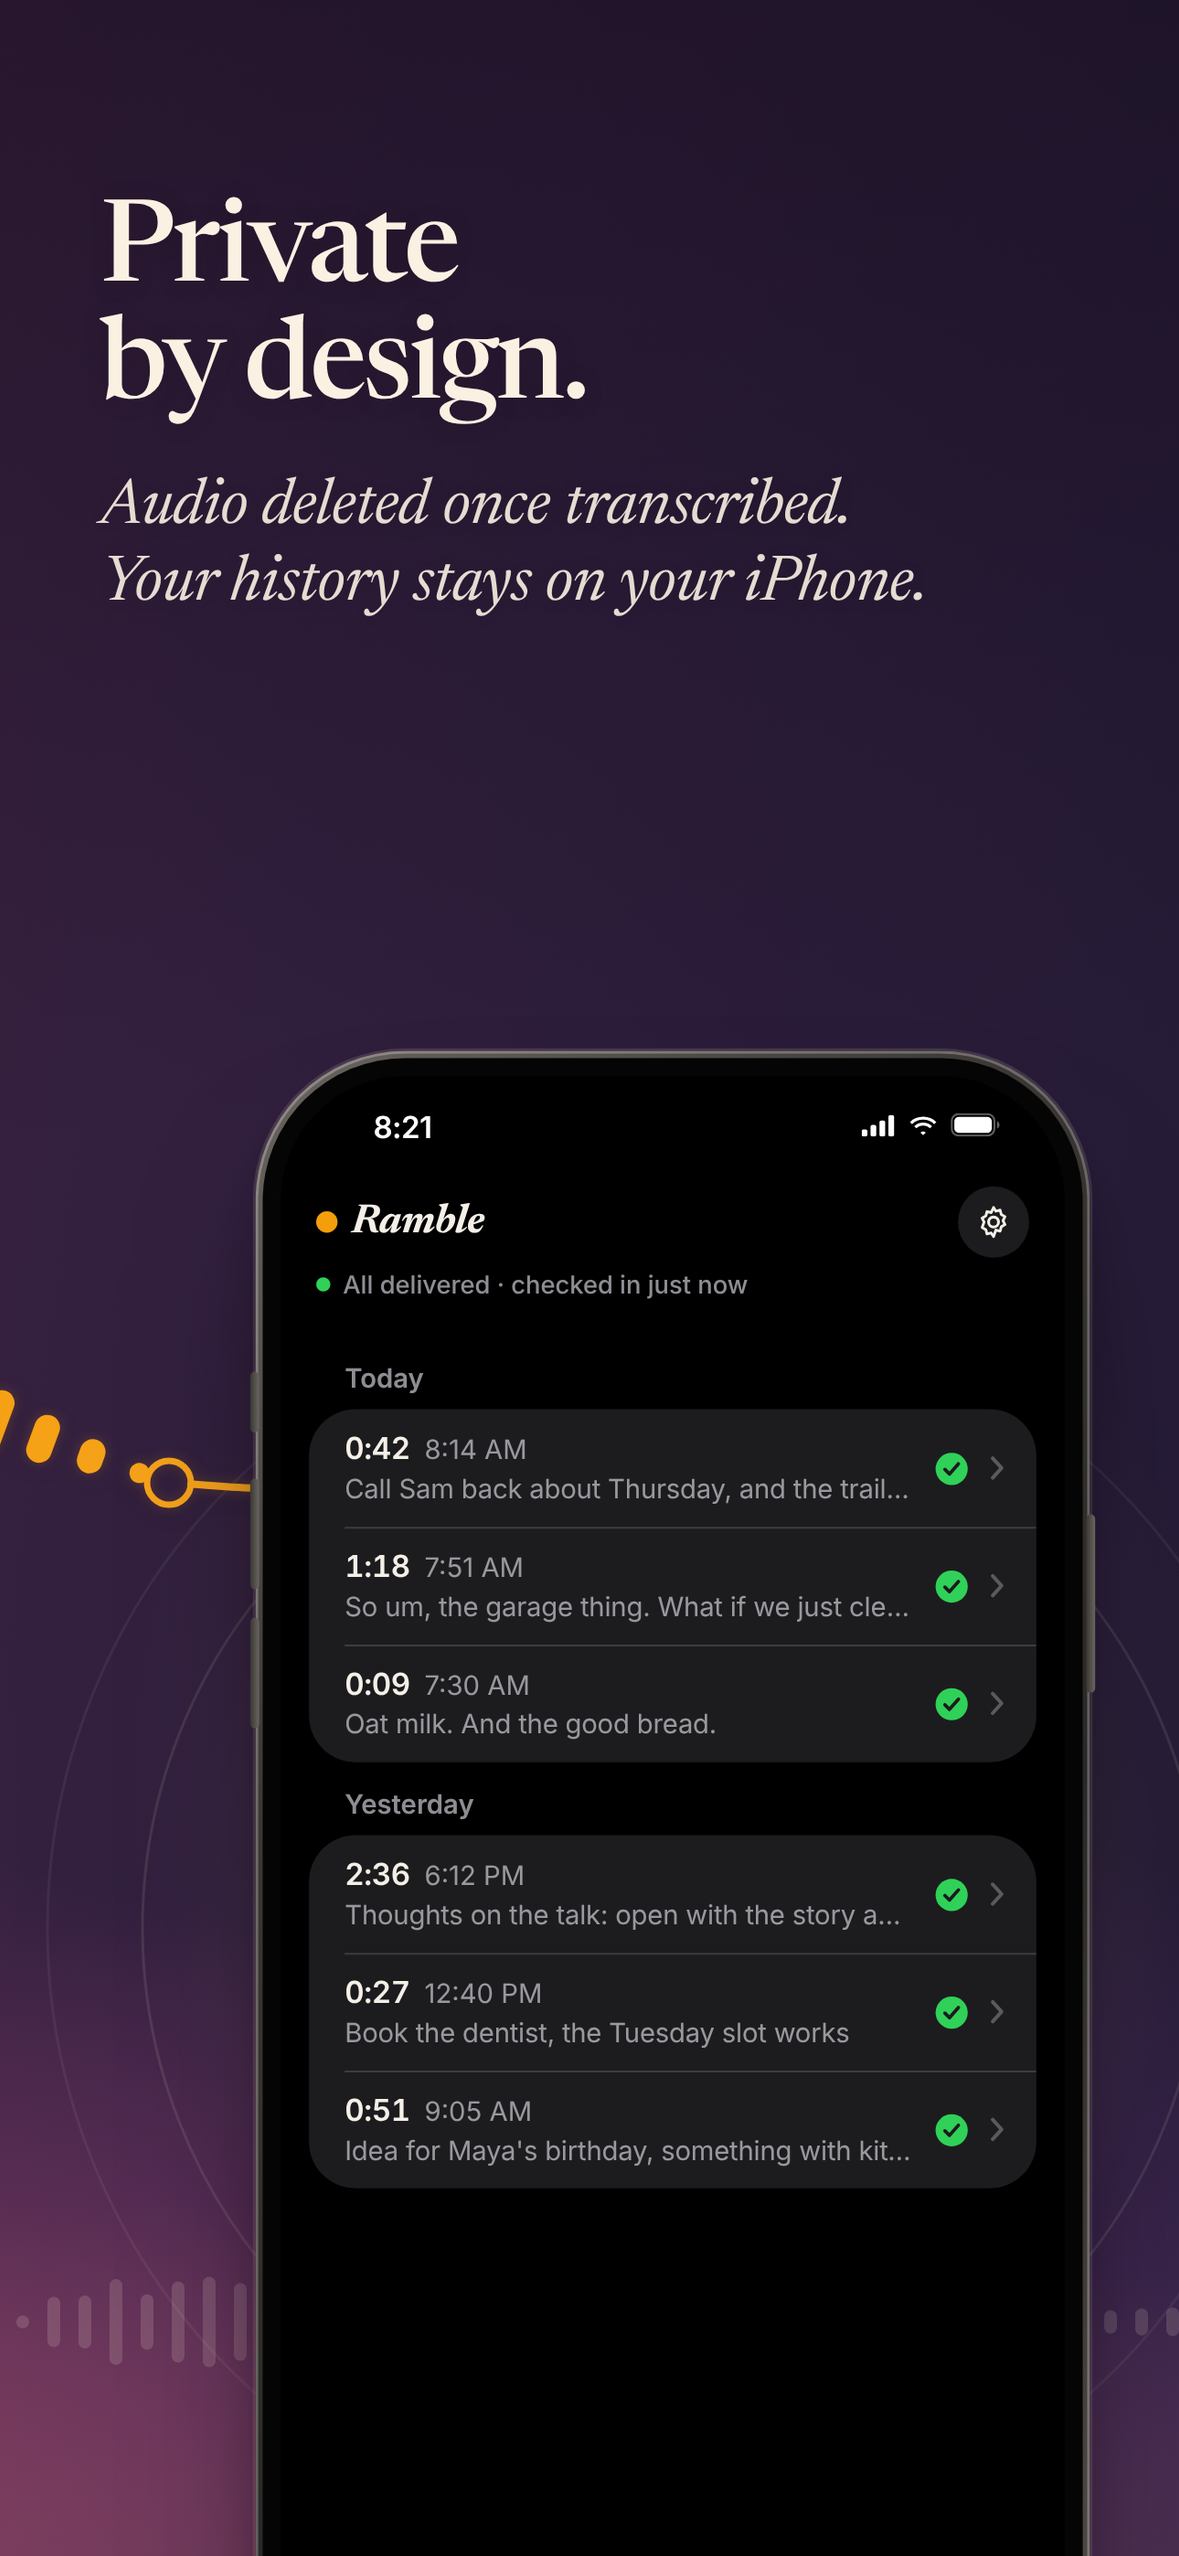 Private
by design.
Audio deleted once transcribed.
Your history stays on your iPhone.
8:21
Ramble
All delivered · checked in just now
Today
0:42 8:14 AM
Call Sam back about Thursday, and the trail...
1:18 7:51 AM
So um, the garage thing. What if we just cle...
0:09 7:30 AM
Oat milk. And the good bread.
Yesterday
2:36 6:12 PM
Thoughts on the talk: open with the story a...
0:27 12:40 PM
Book the dentist, the Tuesday slot works
0:51 9:05 AM
Idea for Maya's birthday, something with kit...